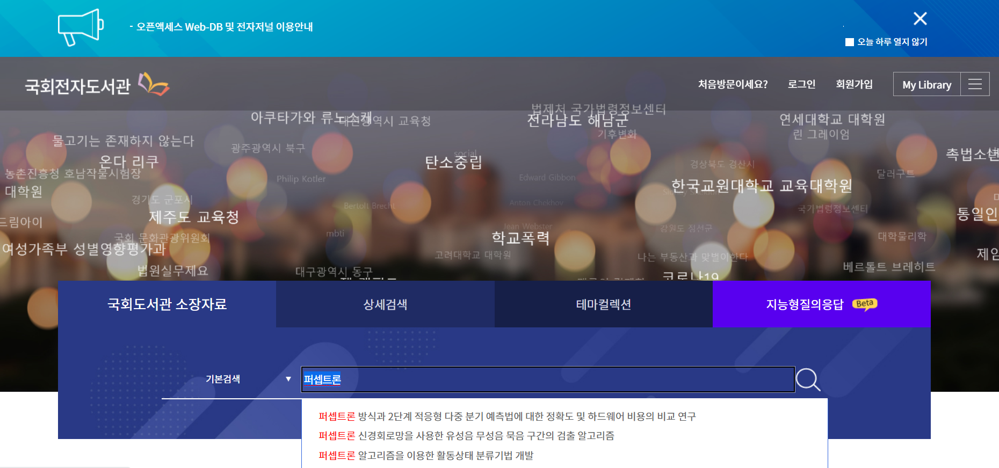 - 오픈액세스 Web-DB 및 전자저널 이용안내
오늘 하루 열지 않기
국회전자도서관
처음방문이세요?
로그인
회원가입
My Library
법제처 국가법령정보센터
아쿠타가와 류노스케
대전광역시 교육청
전라남도 해남군
연세대학교 대학원
기후변화
린 그레이엄
물고기는 존재하지 않는다
광주광역시 북구
social
촉법소년
온다 리쿠
탄소중립
경상북도 경산시
농촌진흥청 호남작물시험장
Philip Kotler
Edward Gibbon
달러구트
한국교원대학교 교육대학원
대학원
경기도 군포시
Bertolt Brecht
Anton Chekhov
국가법령정보센터
제주도 교육청
통일인
드림아이
Jean Webster
mbti
국회 문화관광위원회
학교폭력
대학물리학
여성가족부 성별영향평가과
고려대학교 대학원
나는 부동산과 맞벌이한다
제임
법원실무제요
대구광역시 동구
베르톨트 브레히트
코로나19
국회도서관 소장자료
상세검색
테마컬렉션
지능형질의응답 Beta
기본검색
퍼셉트론
퍼셉트론 방식과 2단계 적응형 다중 분기 예측법에 대한 정확도 및 하드웨어 비용의 비교 연구
퍼셉트론 신경회로망을 사용한 유성음 무성음 묵음 구간의 검출 알고리즘
퍼셉트론 알고리즘을 이용한 활동상태 분류기법 개발